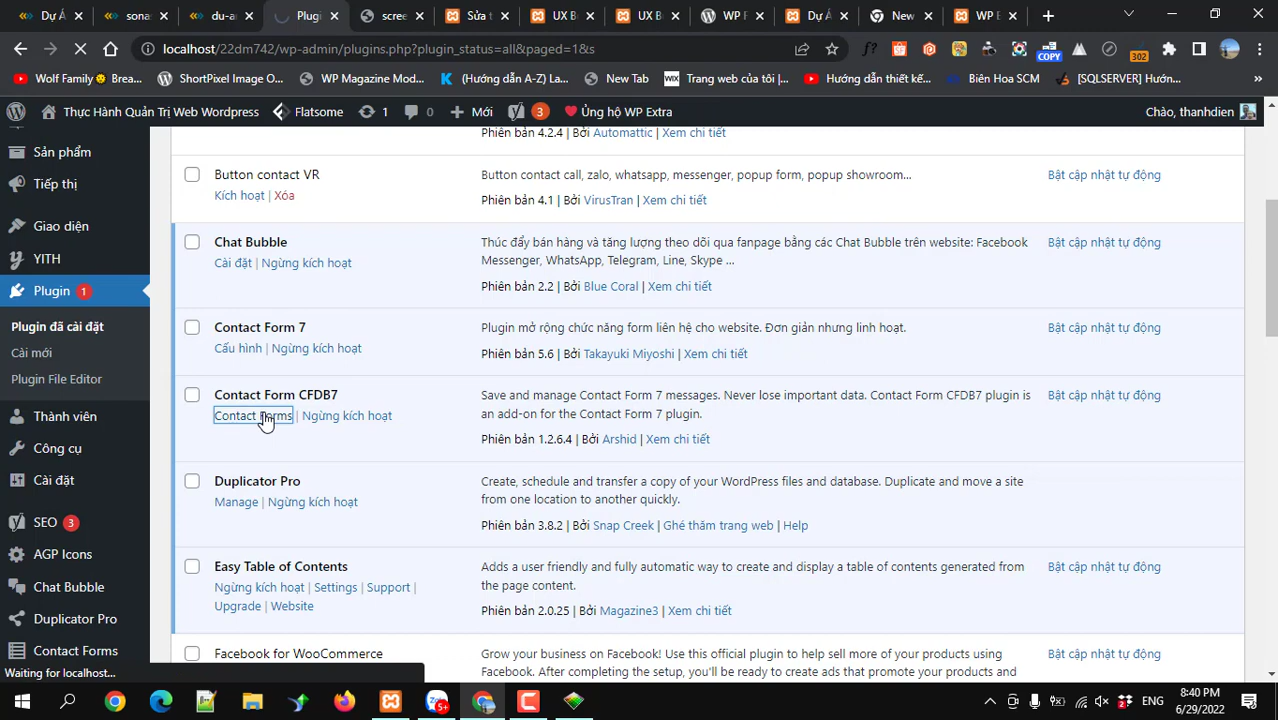 Dự Á
sona
du-a
Plugi
scree
Sửa t
UX B
UX B
WP F
Dự Á
New
WP E
localhost/22dm742/wp-admin/plugins.php?plugin_status=all&paged=1&s
f?
COPY
302
Wolf Family Brea...
ShortPixel Image O...
WP Magazine Mod...
(Hướng dẫn A-Z) La...
New Tab
WIX
Trang web của tôi |...
Hướng dẫn thiết kế...
Biên Hoa SCM
[SQLSERVER] Hướn...
Thực Hành Quản Trị Web Wordpress
Flatsome
1
0
Mới
3
Ủng hộ WP Extra
Chào, thanhdien
Sản phẩm
Tiếp thị
Giao diện
YITH
Plugin 1
Plugin đã cài đặt
Cài mới
Plugin File Editor
Thành viên
Công cụ
Cài đặt
SEO 3
AGP Icons
Chat Bubble
Duplicator Pro
Contact Forms
Phiên bản 4.2.4 | Bởi Automattic | Xem chi tiết
Button contact VR
Kích hoạt | Xóa
Button contact call, zalo, whatsapp, messenger, popup form, popup showroom...
Phiên bản 4.1 | Bởi VirusTran | Xem chi tiết
Bật cập nhật tự động
Chat Bubble
Cài đặt | Ngừng kích hoạt
Thúc đẩy bán hàng và tăng lượng theo dõi qua fanpage bằng các Chat Bubble trên website: Facebook
Messenger, WhatsApp, Telegram, Line, Skype ...
Phiên bản 2.2 | Bởi Blue Coral | Xem chi tiết
Bật cập nhật tự động
Contact Form 7
Cấu hình | Ngừng kích hoạt
Plugin mở rộng chức năng form liên hệ cho website. Đơn giản nhưng linh hoạt.
Phiên bản 5.6 | Bởi Takayuki Miyoshi | Xem chi tiết
Bật cập nhật tự động
Contact Form CFDB7
Contact Forms | Ngừng kích hoạt
Save and manage Contact Form 7 messages. Never lose important data. Contact Form CFDB7 plugin is
an add-on for the Contact Form 7 plugin.
Phiên bản 1.2.6.4 | Bởi Arshid | Xem chi tiết
Bật cập nhật tự động
Duplicator Pro
Manage | Ngừng kích hoạt
Create, schedule and transfer a copy of your WordPress files and database. Duplicate and move a site
from one location to another quickly.
Phiên bản 3.8.2 | Bởi Snap Creek | Ghé thăm trang web | Help
Bật cập nhật tự động
Easy Table of Contents
Ngừng kích hoạt | Settings | Support |
Upgrade | Website
Adds a user friendly and fully automatic way to create and display a table of contents generated from
the page content.
Phiên bản 2.0.25 | Bởi Magazine3 | Xem chi tiết
Bật cập nhật tự động
Facebook for WooCommerce
Grow your business on Facebook! Use this official plugin to help sell more of your products using
Facebook. After completing the setup, you'll be ready to create ads that promote your products and
Bật cập nhật tự động
Waiting for localhost...
Zalo
5+
2
ENG
8:40 PM
6/29/2022